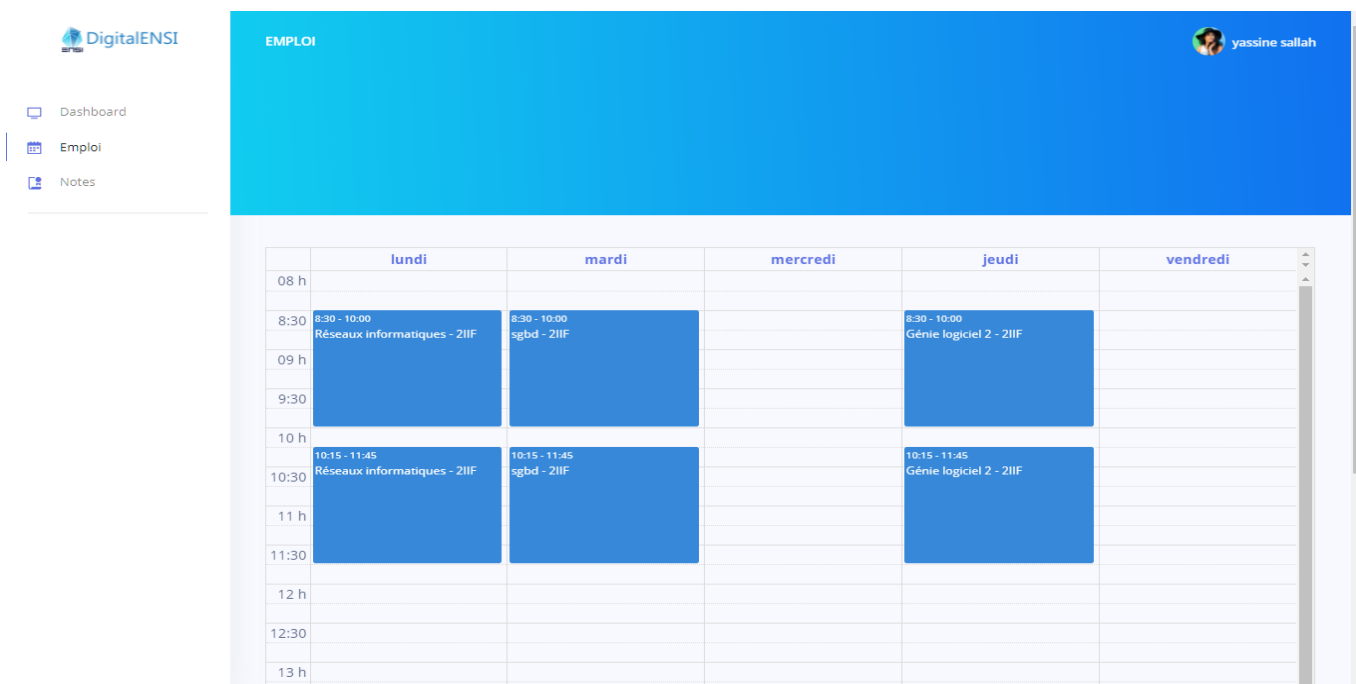 DigitalENSI
ENSI
EMPLOI
yassine sallah
Dashboard
Emploi
Notes
lundi mardi mercredi jeudi vendredi
08 h
8:30
09 h
9:30
10 h
10:30
11 h
11:30
12 h
12:30
13 h
8:30 - 10:00
Réseaux informatiques - 2IIF
10:15 - 11:45
Réseaux informatiques - 2IIF
8:30 - 10:00
sgbd - 2IIF
10:15 - 11:45
sgbd - 2IIF
8:30 - 10:00
Génie logiciel 2 - 2IIF
10:15 - 11:45
Génie logiciel 2 - 2IIF